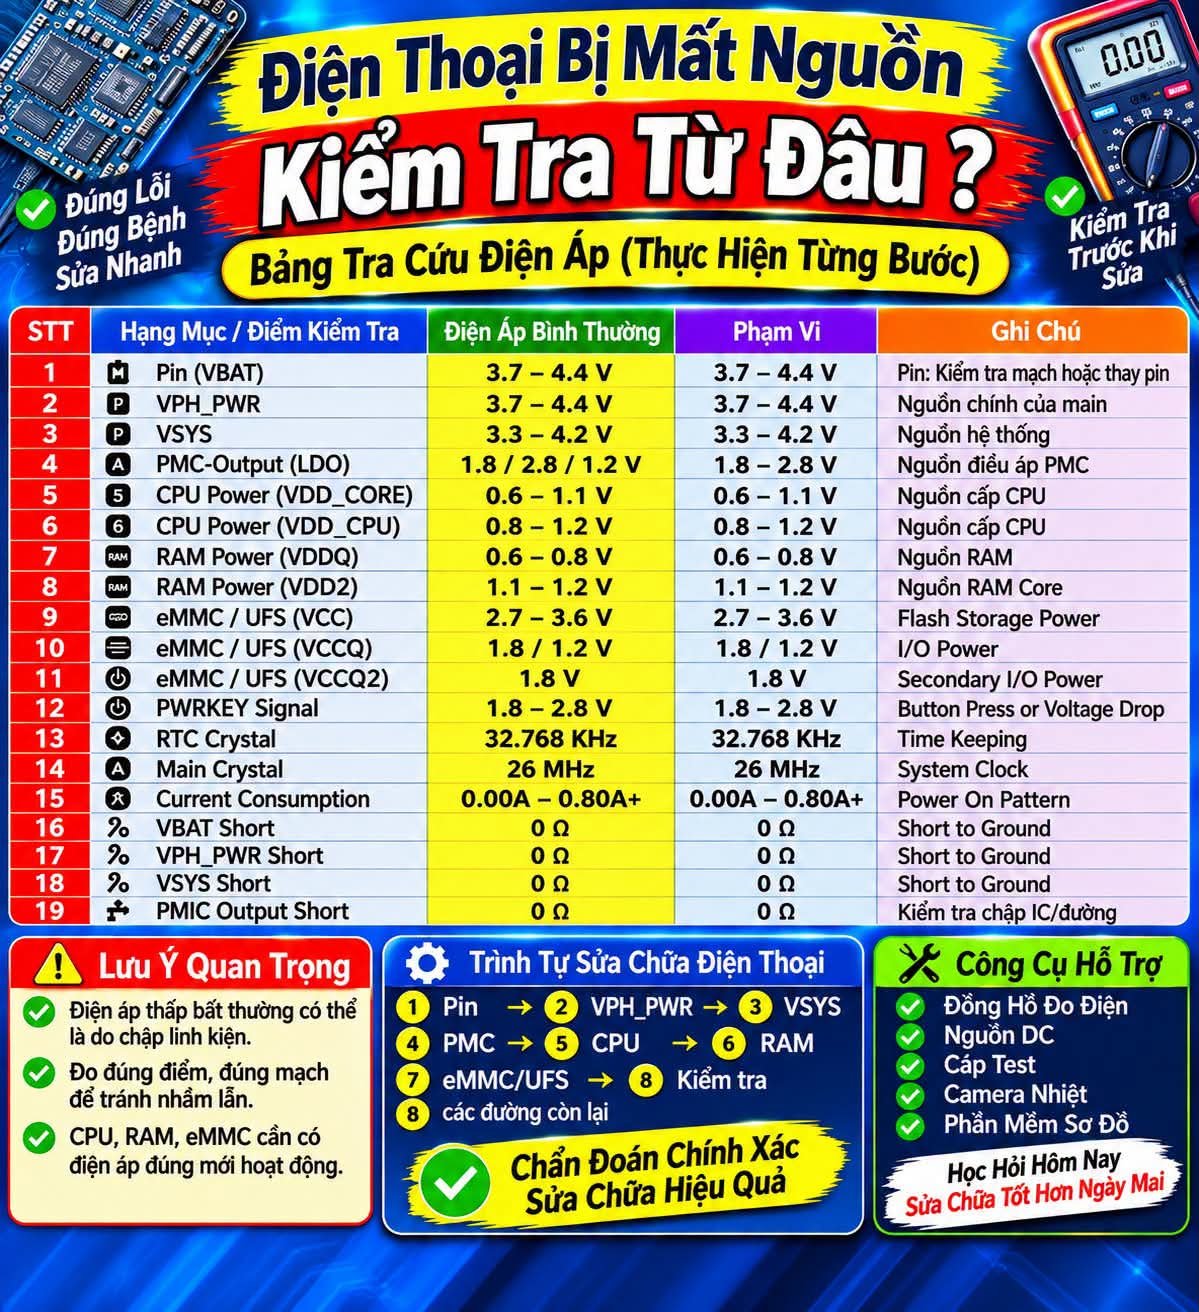 Điện Thoại Bị Mất Nguồn
Kiểm Tra Từ Đâu ?
Bảng Tra Cứu Điện Áp (Thực Hiện Từng Bước)
Đúng Lỗi
Đúng Bệnh
Sửa Nhanh
0.00
Kiểm Tra
Trước Khi
Sửa
STT Hạng Mục / Điểm Kiểm Tra Điện Áp Bình Thường Phạm Vi Ghi Chú
1 M Pin (VBAT) 3.7 – 4.4 V 3.7 – 4.4 V Pin: Kiểm tra mạch hoặc thay pin
2 P VPH_PWR 3.7 – 4.4 V 3.7 – 4.4 V Nguồn chính của main
3 P VSYS 3.3 – 4.2 V 3.3 – 4.2 V Nguồn hệ thống
4 A PMC-Output (LDO) 1.8 / 2.8 / 1.2 V 1.8 – 2.8 V Nguồn điều áp PMC
5 5 CPU Power (VDD_CORE) 0.6 – 1.1 V 0.6 – 1.1 V Nguồn cấp CPU
6 6 CPU Power (VDD_CPU) 0.8 – 1.2 V 0.8 – 1.2 V Nguồn cấp CPU
7 RAM RAM Power (VDDQ) 0.6 – 0.8 V 0.6 – 0.8 V Nguồn RAM
8 RAM RAM Power (VDD2) 1.1 – 1.2 V 1.1 – 1.2 V Nguồn RAM Core
9 eMMC / UFS (VCC) 2.7 – 3.6 V 2.7 – 3.6 V Flash Storage Power
10 eMMC / UFS (VCCQ) 1.8 / 1.2 V 1.8 / 1.2 V I/O Power
11 eMMC / UFS (VCCQ2) 1.8 V 1.8 V Secondary I/O Power
12 PWRKEY Signal 1.8 – 2.8 V 1.8 – 2.8 V Button Press or Voltage Drop
13 RTC Crystal 32.768 KHz 32.768 KHz Time Keeping
14 A Main Crystal 26 MHz 26 MHz System Clock
15 Current Consumption 0.00A – 0.80A+ 0.00A – 0.80A+ Power On Pattern
16 VBAT Short 0 Ω 0 Ω Short to Ground
17 VPH_PWR Short 0 Ω 0 Ω Short to Ground
18 VSYS Short 0 Ω 0 Ω Short to Ground
19 PMIC Output Short 0 Ω 0 Ω Kiểm tra chập IC/đường
Lưu Ý Quan Trọng
Điện áp thấp bất thường có thể
là do chập linh kiện.
Đo đúng điểm, đúng mạch
để tránh nhầm lẫn.
CPU, RAM, eMMC cần có
điện áp đúng mới hoạt động.
Trình Tự Sửa Chữa Điện Thoại
1 Pin → 2 VPH_PWR → 3 VSYS
4 PMC → 5 CPU → 6 RAM
7 eMMC/UFS → 8 Kiểm tra
8 các đường còn lại
Chẩn Đoán Chính Xác
Sửa Chữa Hiệu Quả
Công Cụ Hỗ Trợ
Đồng Hồ Đo Điện
Nguồn DC
Cáp Test
Camera Nhiệt
Phần Mềm Sơ Đồ
Học Hỏi Hôm Nay
Sửa Chữa Tốt Hơn Ngày Mai